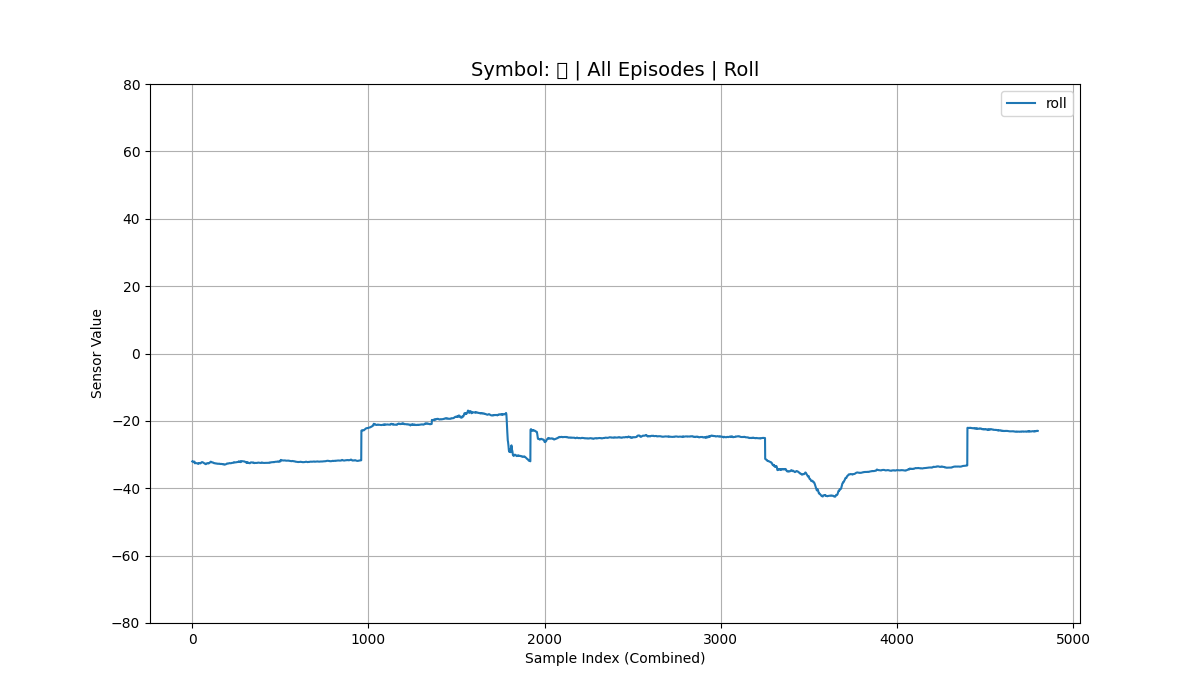 Symbol: ▯ | All Episodes | Roll
80
60
40
20
0
−20
−40
−60
−80
Sensor Value
roll
0 1000 2000 3000 4000 5000
Sample Index (Combined)